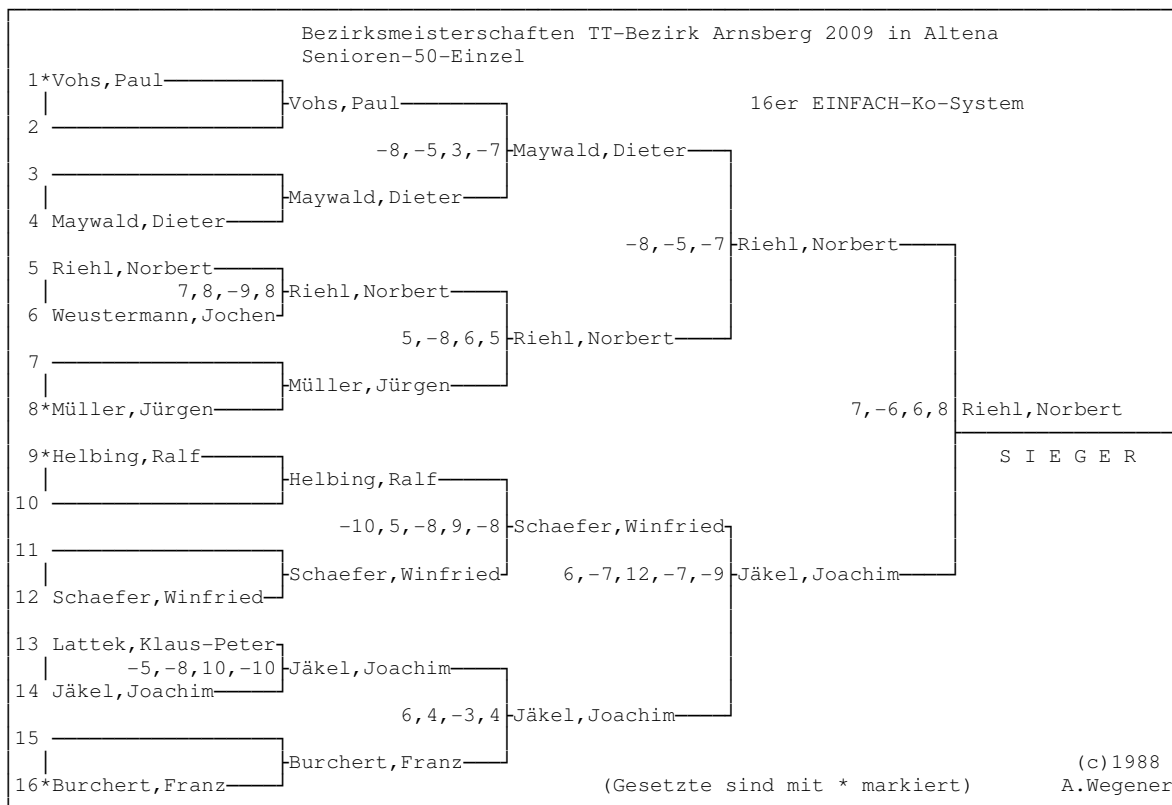 Bezirksmeisterschaften TT-Bezirk Arnsberg 2009 in Altena
Senioren-50-Einzel
1*Vohs,Paul
Vohs,Paul
16er EINFACH-Ko-System
2
-8,-5,3,-7 Maywald,Dieter
3
Maywald,Dieter
4 Maywald,Dieter
-8,-5,-7 Riehl,Norbert
5 Riehl,Norbert
7,8,-9,8 Riehl,Norbert
6 Weustermann,Jochen
5,-8,6,5 Riehl,Norbert
7
Müller,Jürgen
8*Müller,Jürgen
7,-6,6,8 Riehl,Norbert
9*Helbing,Ralf
S I E G E R
Helbing,Ralf
10
-10,5,-8,9,-8 Schaefer,Winfried
11
Schaefer,Winfried
6,-7,12,-7,-9 Jäkel,Joachim
12 Schaefer,Winfried
13 Lattek,Klaus-Peter
-5,-8,10,-10 Jäkel,Joachim
14 Jäkel,Joachim
6,4,-3,4 Jäkel,Joachim
15
Burchert,Franz
(c)1988
16*Burchert,Franz
(Gesetzte sind mit * markiert)
A.Wegener